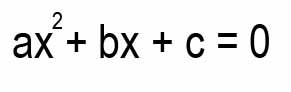 ax²+ bx + c = 0